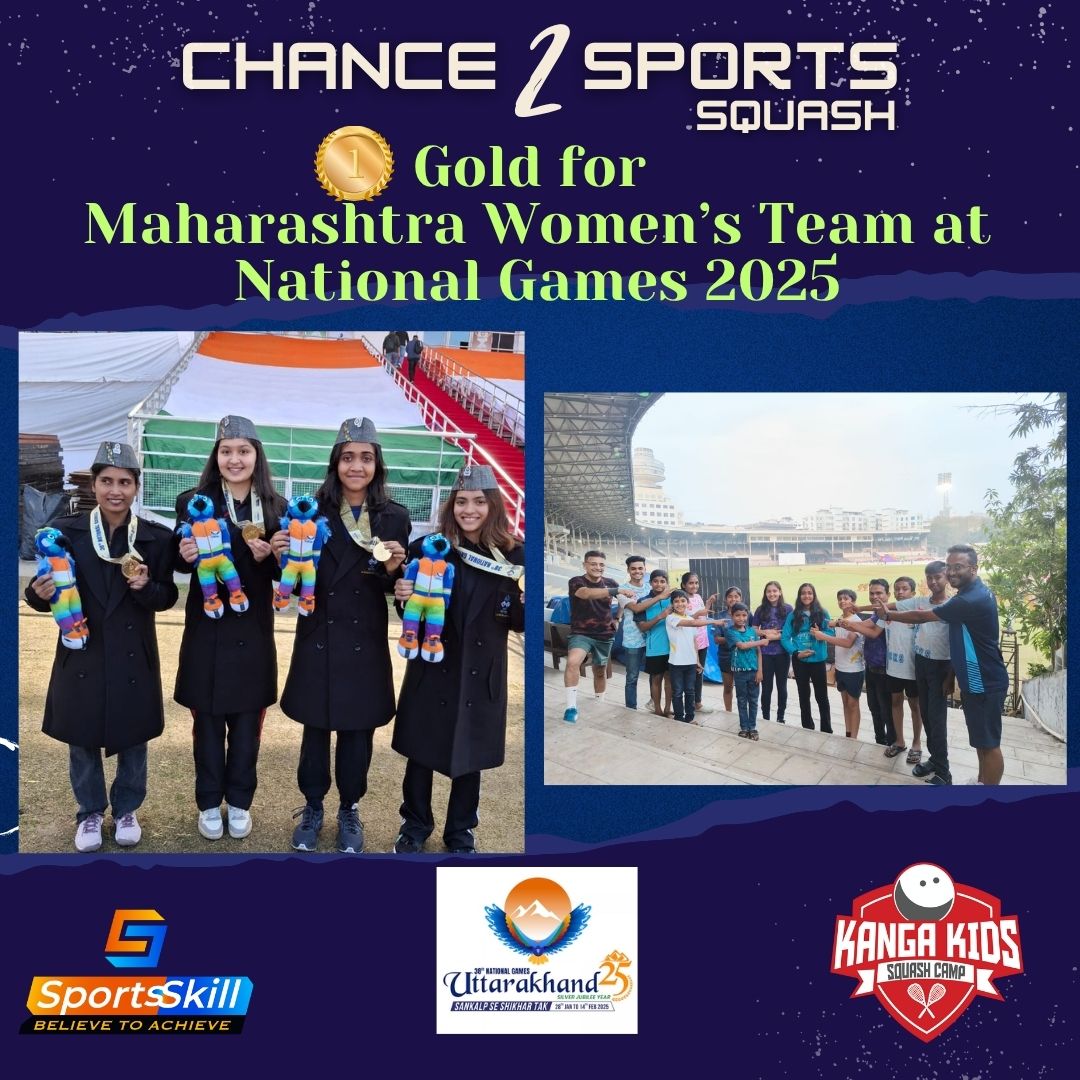 CHANCE 2 SPORTS
SQUASH
1 Gold for
Maharashtra Women's Team at
National Games 2025
SportsSkill
BELIEVE TO ACHIEVE
38th NATIONAL GAMES
Uttarakhand 25
SILVER JUBILEE YEAR
SANKALP SE SHIKHAR TAK
28th JAN TO 14th FEB 2025
KANGA KIDS
SQUASH CAMP